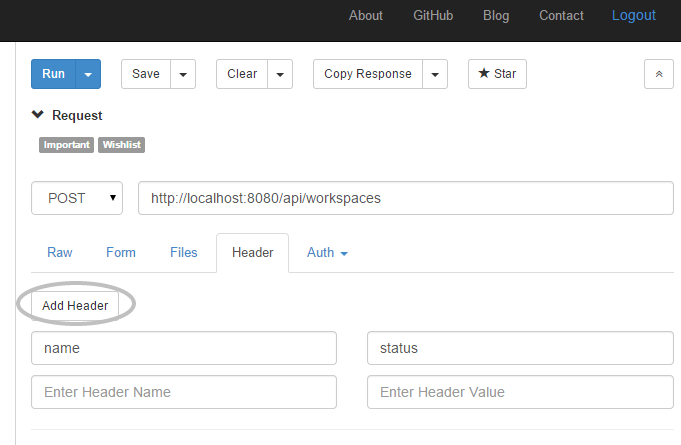 About GitHub Blog Contact Logout
Run Save Clear Copy Response ★ Star
Request
Important Wishlist
POST http://localhost:8080/api/workspaces
Raw Form Files Header Auth
Add Header
name status
Enter Header Name Enter Header Value